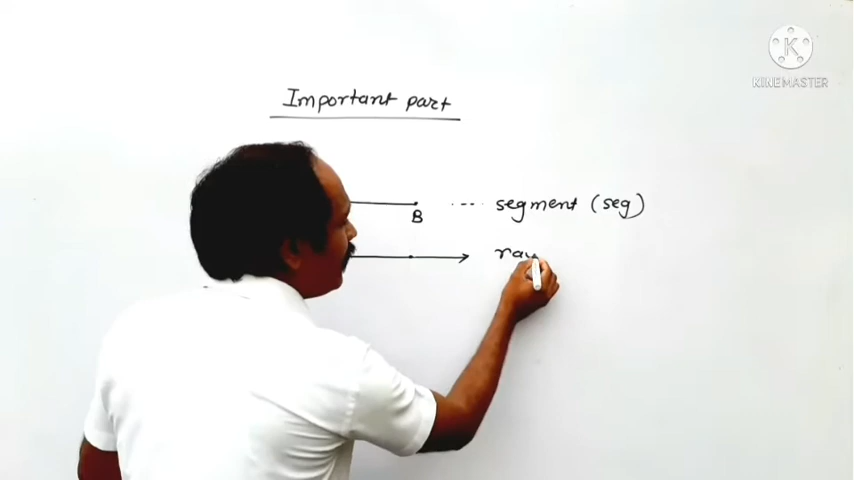 KINEMASTER
Important part
B
---- segment (seg)
ray